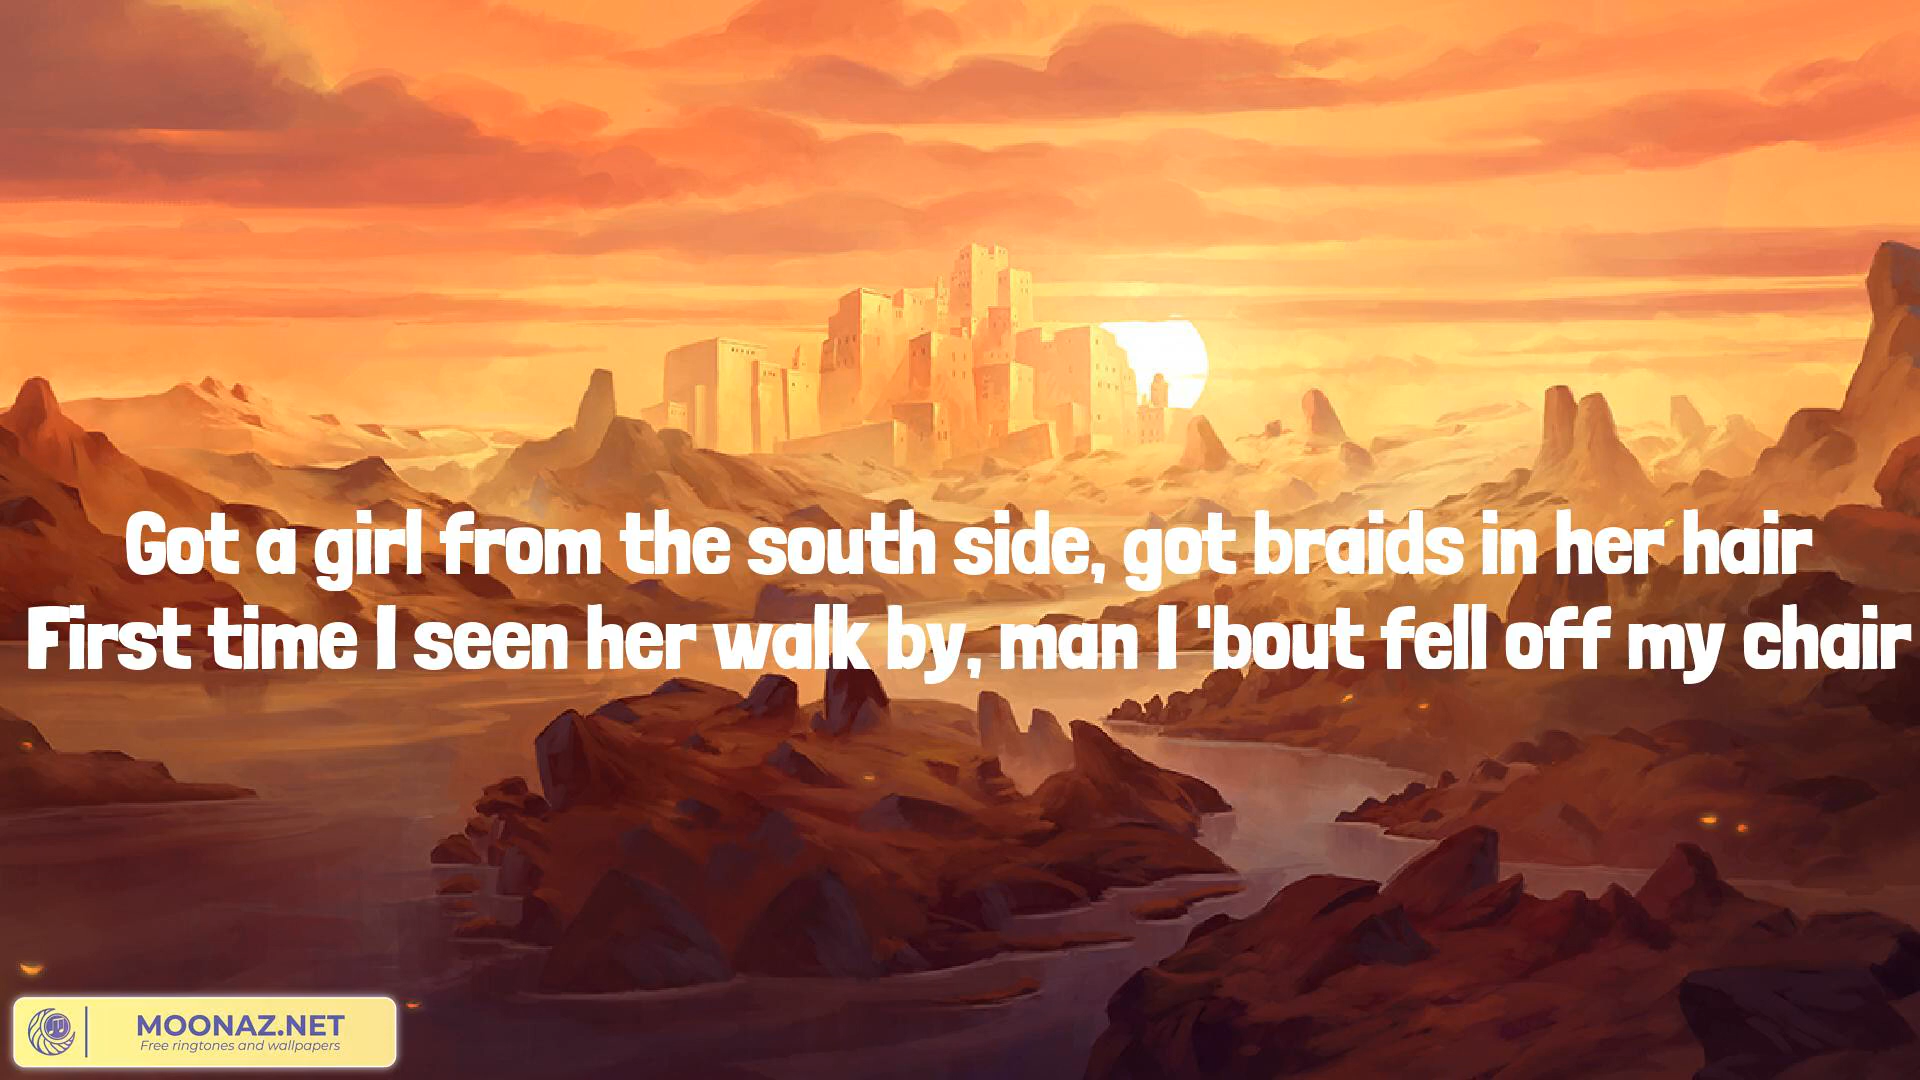 Got a girl from the south side, got braids in her hair
First time I seen her walk by, man I 'bout fell off my chair
MOONAZ.NET
Free ringtones and wallpapers